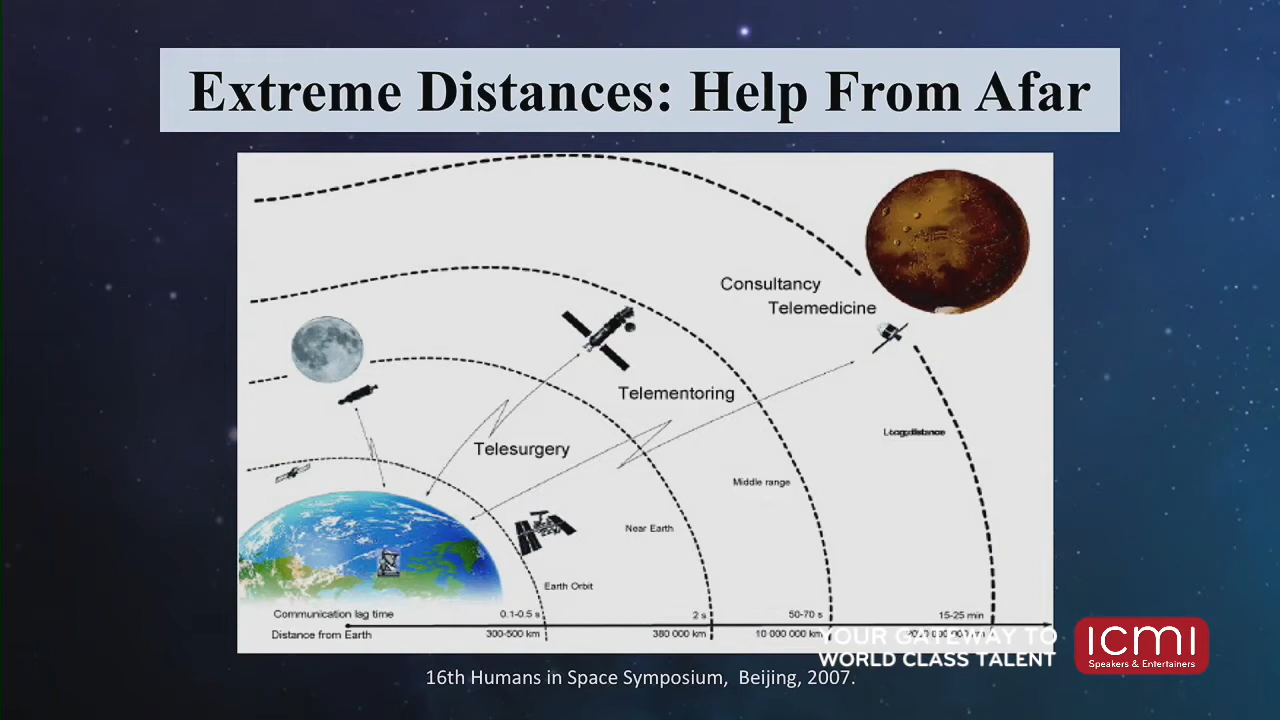 Extreme Distances: Help From Afar
Consultancy
Telemedicine
Telementoring
Telesurgery
Middle range
Near Earth
Earth Orbit
Communication lag time 0.1-0.5 s 2 s 50-70 s 15-25 min
Distance from Earth 300-500 km 380 000 km 10 000 000 km
YOUR GATEWAY TO
WORLD CLASS TALENT
ICMI
Speakers & Entertainers
16th Humans in Space Symposium, Beijing, 2007.